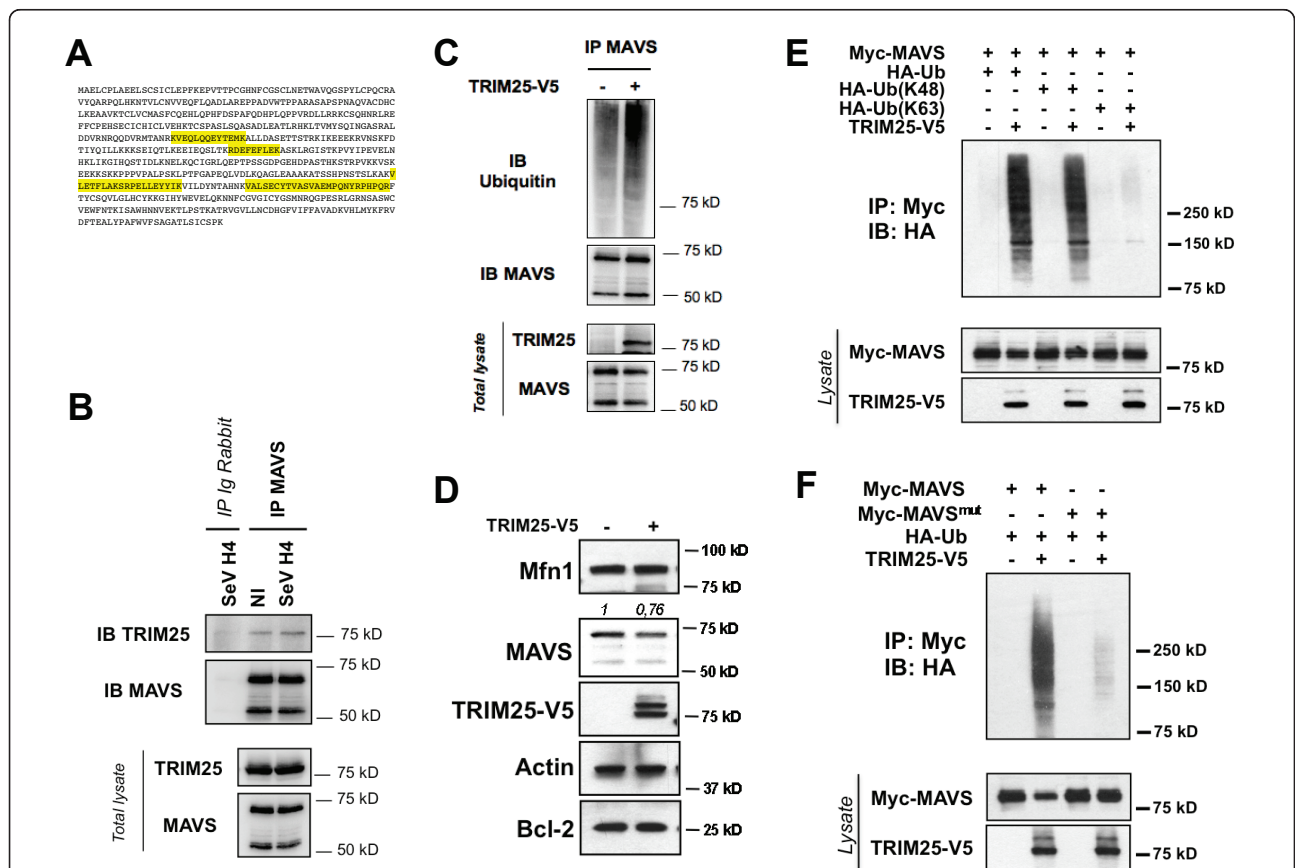 A
MAELCPLAEELSCSICLEPFKEPVTTPCGHNFCGSCLNETWAVQGSPYLCPQCRA
VYQARPQLHKNTVLCNVVEQFLQADLAREPPADVWTPPARASAPSPNAQVACDHC
LKEAAVKTCLVCMASFCQEHLQPHFDSPAFQDHPLQPPVRDLLRRKCSQHNRLRE
FFCPEHSECICHICLVEHKTCSPASLSQASADLEATLRHKLTVMYSQINGASRAL
DDVRNRQQDVRMTANRKVEQLQQEYTEMKALLDASETTSTRKIKEEEKRVNSKFD
TIYQILLKKKSEIQTLKEEIEQSLTKRDEFEFLEKASKLRGISTKPVYIPEVELN
HKLIKGIHQSTIDLKNELKQCIGRLQEPTPSSGDPGEHDPASTHKSTRPVKKVSK
EEKKSKKPPPVPALPSKLPTFGAPEQLVDLKQAGLEAAAKATSSHPNSTSLKAKV
LETFLAKSRPELLEYYIKVILDYNTAHNKVALSECYTVASVAEMPQNYRPHPQRF
TYCSQVLGLHCYKKGIHYWEVELQKNNFCGVGICYGSMNRQGPESRLGRNSASWC
VEWFNTKISAWHNNVEKTLPSTKATRVGVLLNCDHGFVIFFAVADKVHLMYKFRV
DFTEALYPAFWVFSAGATLSICSPK
B
IP Ig Rabbit
IP MAVS
SeV H4
NI
SeV H4
IB TRIM25
75 kD
IB MAVS
75 kD
50 kD
Total lysate
TRIM25
75 kD
MAVS
75 kD
50 kD
C
IP MAVS
TRIM25-V5 - +
IB
Ubiquitin
75 kD
IB MAVS
75 kD
50 kD
Total lysate
TRIM25
75 kD
MAVS
75 kD
50 kD
D
TRIM25-V5 - +
Mfn1
100 kD
75 kD
1 0,76
MAVS
75 kD
50 kD
TRIM25-V5
75 kD
Actin
37 kD
Bcl-2
25 kD
E
Myc-MAVS + + + + + +
HA-Ub + + - - - -
HA-Ub(K48) - - + + - -
HA-Ub(K63) - - - - + +
TRIM25-V5 - + - + - +
IP: Myc
IB: HA
250 kD
150 kD
75 kD
Lysate
Myc-MAVS
75 kD
TRIM25-V5
75 kD
F
Myc-MAVS + + - -
Myc-MAVSmut - - + +
HA-Ub + + + +
TRIM25-V5 - + - +
IP: Myc
IB: HA
250 kD
150 kD
75 kD
Lysate
Myc-MAVS
75 kD
TRIM25-V5
75 kD